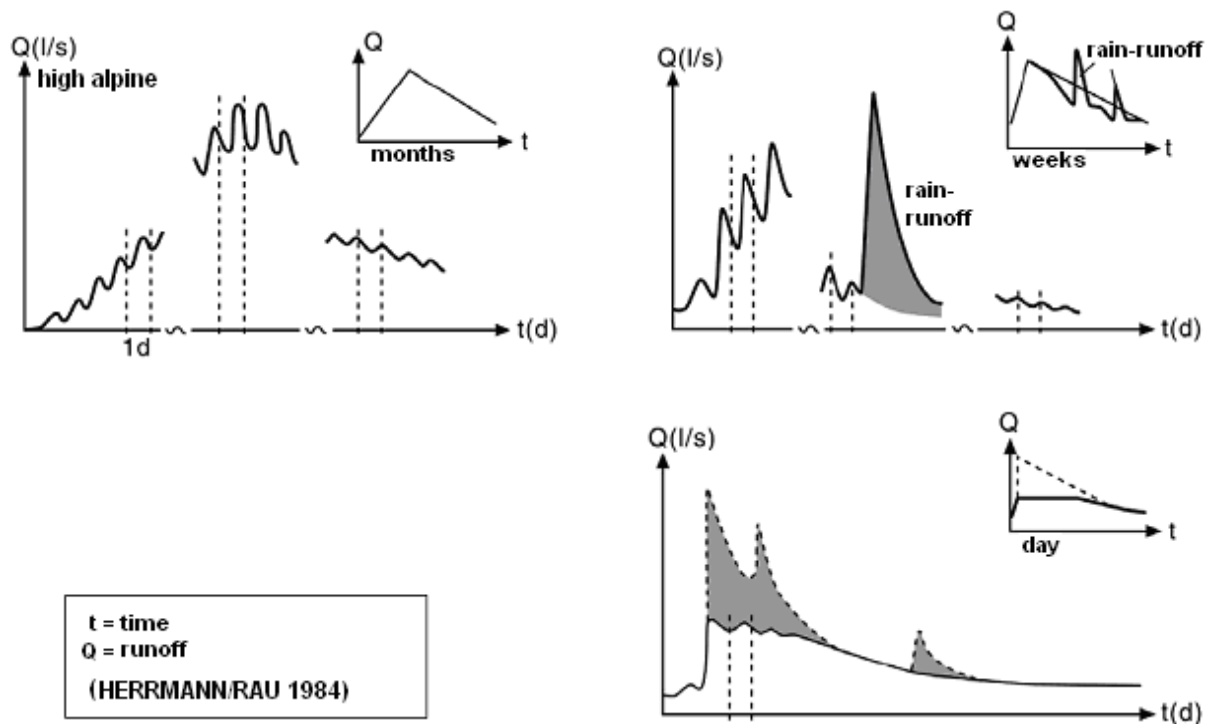 Q(l/s)
high alpine
Q
t
months
1d
t(d)
Q(l/s)
rain-
runoff
Q
rain-runoff
t
weeks
t(d)
Q(l/s)
Q
t
day
t(d)
t = time
Q = runoff
(HERRMANN/RAU 1984)